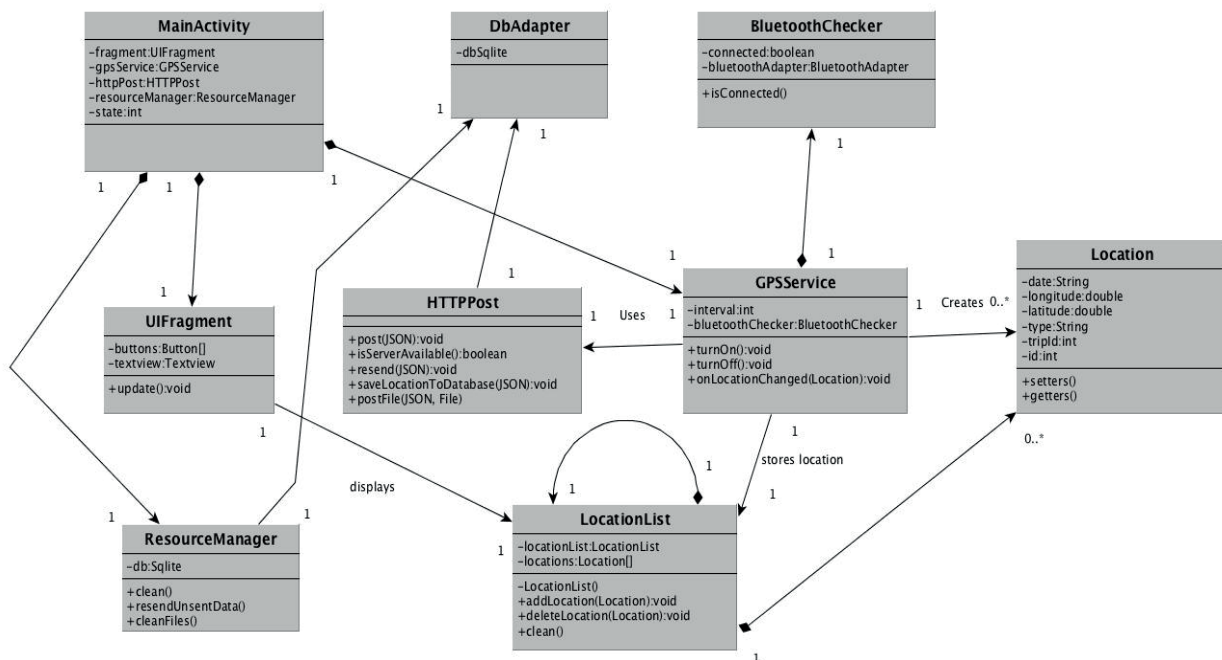 MainActivity
-fragment:UIFragment
-gpsService:GPSService
-httpPost:HTTPPost
-resourceManager:ResourceManager
-state:int
DbAdapter
-dbSqlite
BluetoothChecker
-connected:boolean
-bluetoothAdapter:BluetoothAdapter
+isConnected()
1
1
1
1
1
1
1
1
1
1
1
UIFragment
-buttons:Button[]
-textview:Textview
+update():void
HTTPPost
+post(JSON):void
+isServerAvailable():boolean
+resend(JSON):void
+saveLocationToDatabase(JSON):void
+postFile(JSON, File)
1
Uses
1
GPSService
-interval:int
-bluetoothChecker:BluetoothChecker
+turnOn():void
+turnOff():void
+onLocationChanged(Location):void
1
Creates
0..*
Location
-date:String
-longitude:double
-latitude:double
-type:String
-tripId:int
-id:int
+setters()
+getters()
1
displays
1
1
1
stores location
1
0..*
1
1
1
ResourceManager
-db:Sqlite
+clean()
+resendUnsentData()
+cleanFiles()
LocationList
-locationList:LocationList
-locations:Location[]
-LocationList()
+addLocation(Location):void
+deleteLocation(Location):void
+clean()
1